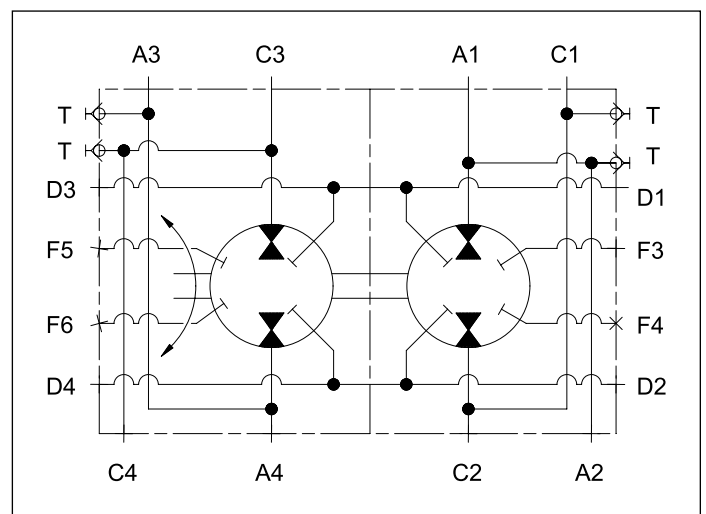 A3 C3 A1 C1
T T
T T
D3 D1
F5 F3
F6 F4
D4 D2
C4 A4 C2 A2